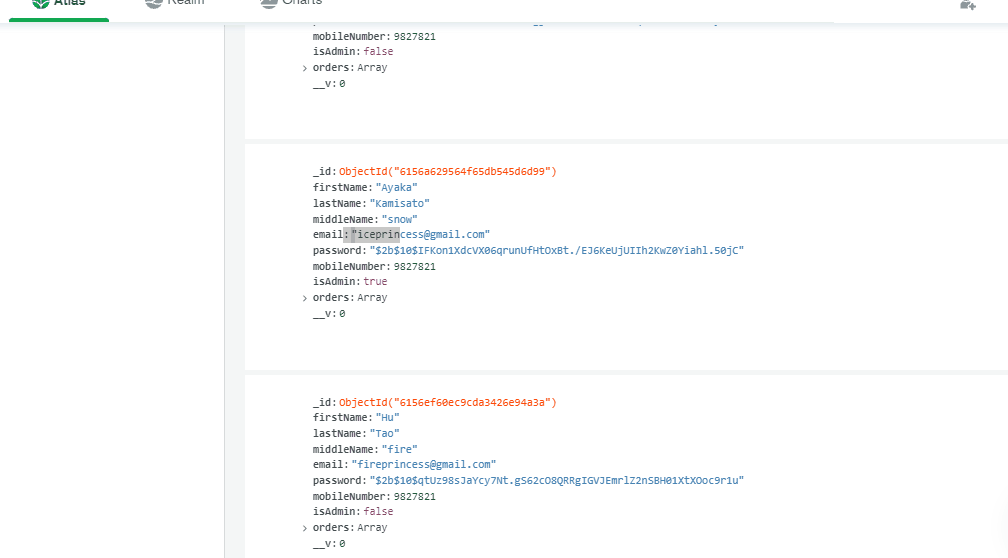 Atlas
Realm
Charts
mobileNumber: 9827821
isAdmin: false
orders: Array
__v: 0
_id: ObjectId("6156a629564f65db545d6d99")
firstName: "Ayaka"
lastName: "Kamisato"
middleName: "snow"
email: "iceprincess@gmail.com"
password: "$2b$10$IFKon1XdcVX06qrunUfHtOxBt./EJ6KeUjUIIh2KwZ0Yiahl.50jC"
mobileNumber: 9827821
isAdmin: true
orders: Array
__v: 0
_id: ObjectId("6156ef60ec9cda3426e94a3a")
firstName: "Hu"
lastName: "Tao"
middleName: "fire"
email: "fireprincess@gmail.com"
password: "$2b$10$qtUz98sJaYcy7Nt.gS62cO8QRRgIGVJEmrlZ2nSBH01XtXOoc9r1u"
mobileNumber: 9827821
isAdmin: false
orders: Array
__v: 0